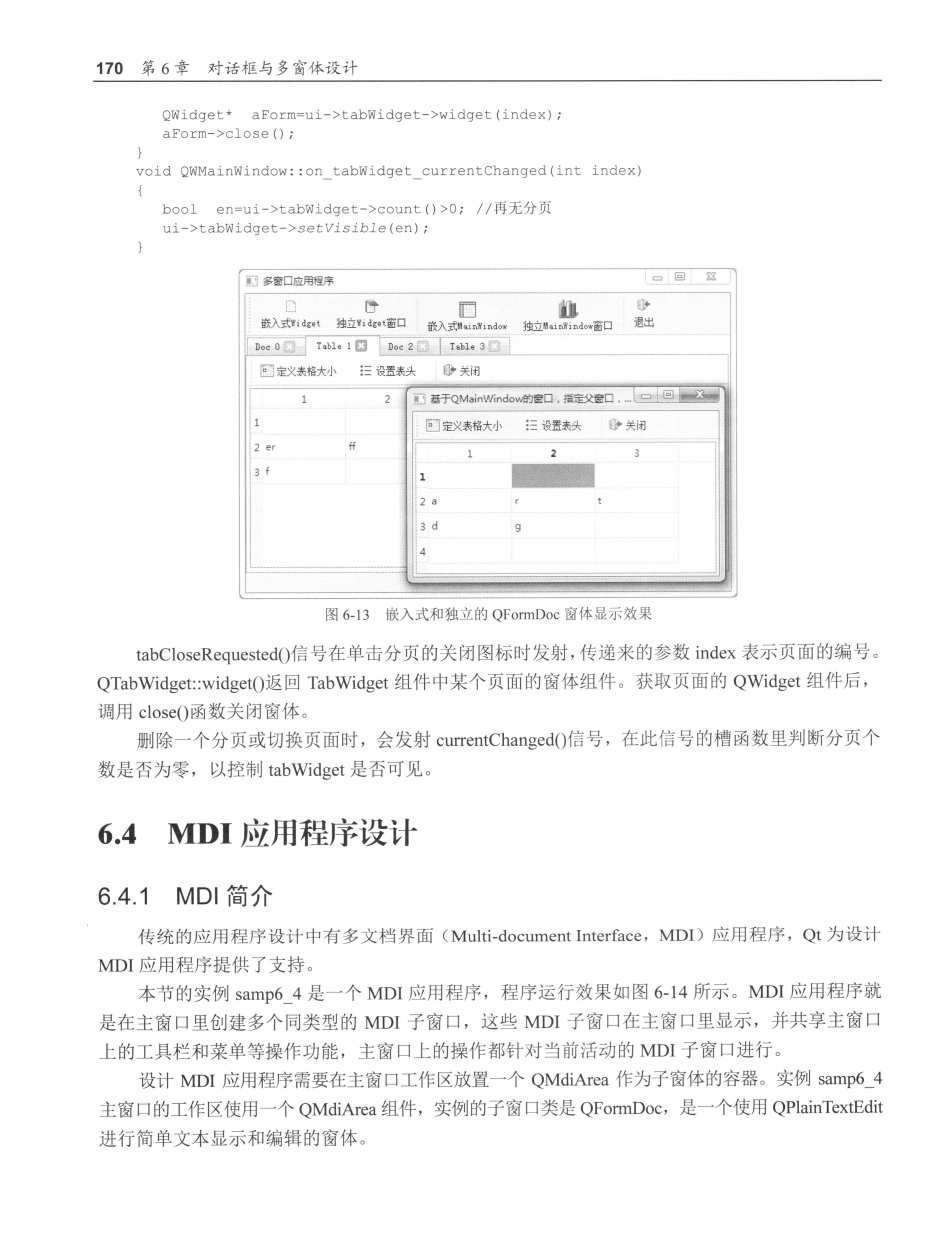 170 第 6 章 对话框与多窗体设计
QWidget* aForm=ui->tabWidget->widget(index);
aForm->close();
}
void QWMainWindow::on_tabWidget_currentChanged(int index)
{
bool en=ui->tabWidget->count()>0; //再无分页
ui->tabWidget->setVisible(en);
}
多窗口应用程序
嵌入式Widget 独立Widget窗口 嵌入式MainWindow 独立MainWindow窗口 退出
Doc 0 Table 1 Doc 2 Table 3
定义表格大小 设置表头 关闭
1 2
1
2 er ff
3 f
基于QMainWindow的窗口，指定父窗口，...
定义表格大小 设置表头 关闭
1 2 3
1
2 a r t
3 d g
4
图 6-13 嵌入式和独立的 QFormDoc 窗体显示效果
tabCloseRequested()信号在单击分页的关闭图标时发射，传递来的参数 index 表示页面的编号。
QTabWidget::widget()返回 TabWidget 组件中某个页面的窗体组件。获取页面的 QWidget 组件后，
调用 close()函数关闭窗体。
删除一个分页或切换页面时，会发射 currentChanged()信号，在此信号的槽函数里判断分页个
数是否为零，以控制 tabWidget 是否可见。
6.4 MDI 应用程序设计
6.4.1 MDI 简介
传统的应用程序设计中有多文档界面（Multi-document Interface，MDI）应用程序，Qt 为设计
MDI 应用程序提供了支持。
本节的实例 samp6_4 是一个 MDI 应用程序，程序运行效果如图 6-14 所示。MDI 应用程序就
是在主窗口里创建多个同类型的 MDI 子窗口，这些 MDI 子窗口在主窗口里显示，并共享主窗口
上的工具栏和菜单等操作功能，主窗口上的操作都针对当前活动的 MDI 子窗口进行。
设计 MDI 应用程序需要在主窗口工作区放置一个 QMdiArea 作为子窗体的容器。实例 samp6_4
主窗口的工作区使用一个 QMdiArea 组件，实例的子窗口类是 QFormDoc，是一个使用 QPlainTextEdit
进行简单文本显示和编辑的窗体。